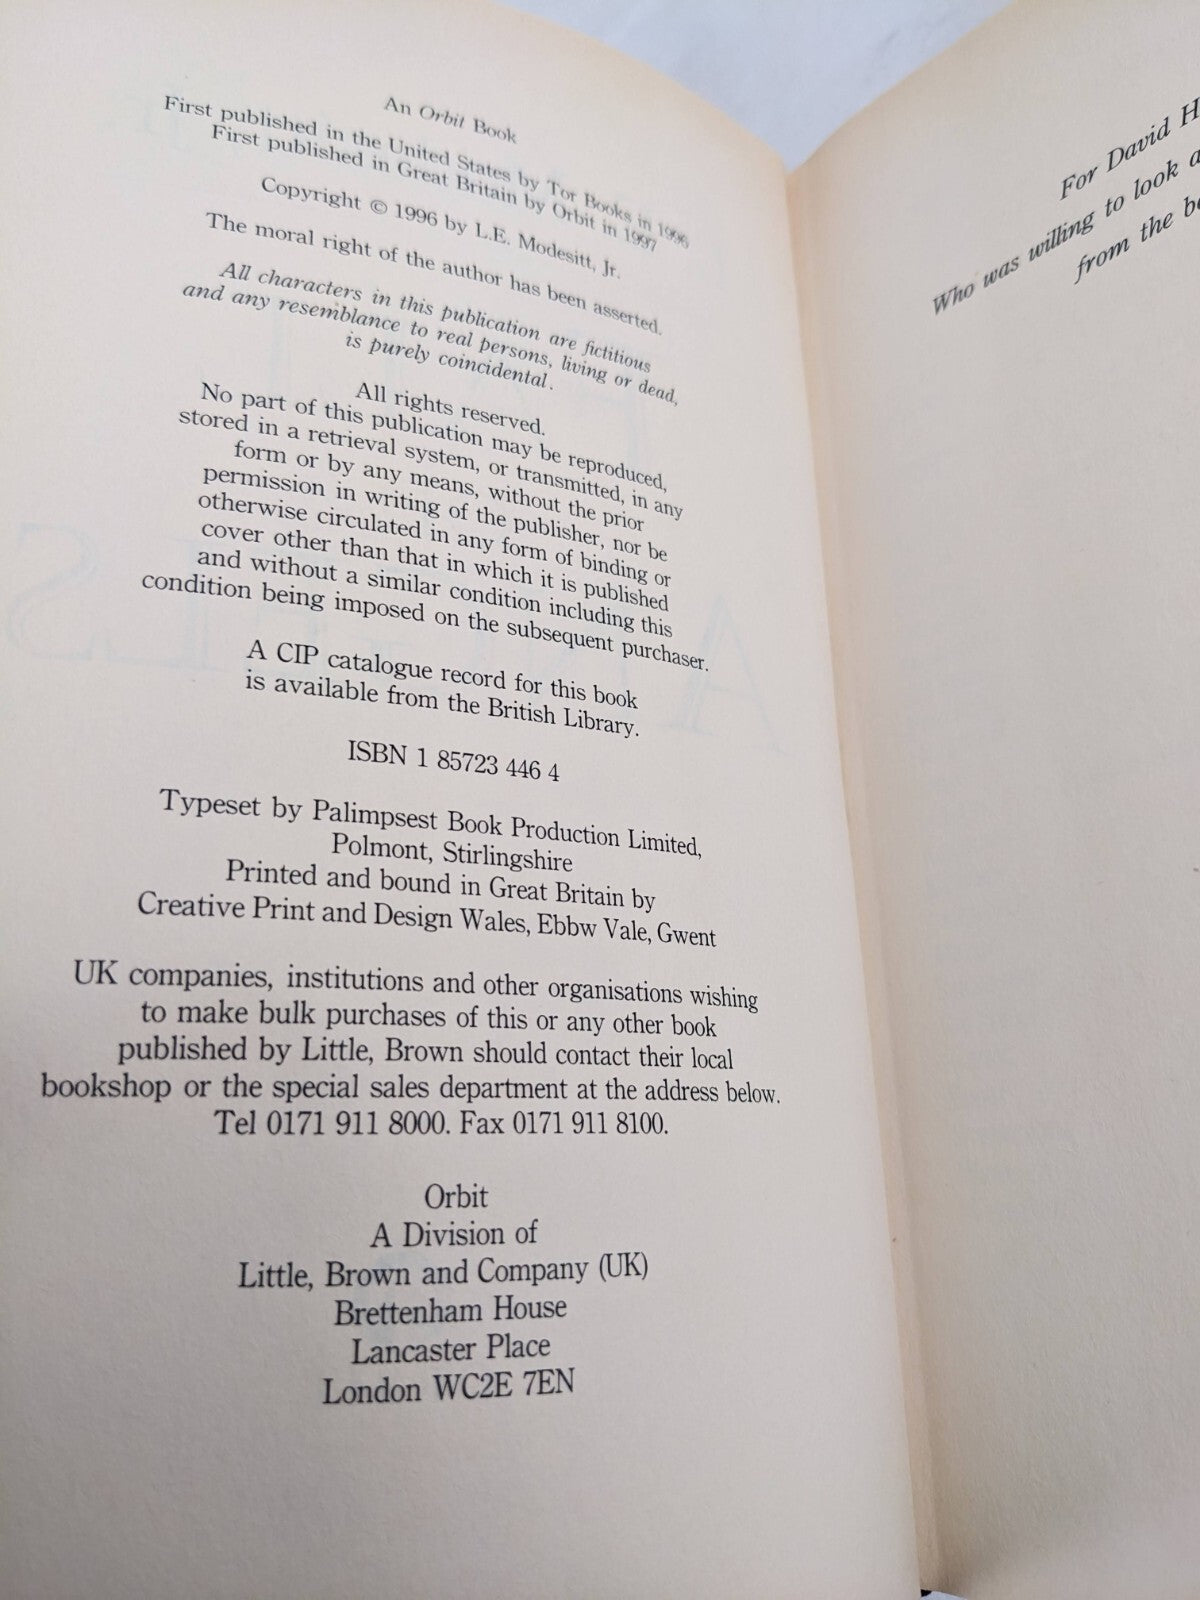 An Orbit Book
First published in the United States by Tor Books in 1996
First published in Great Britain by Orbit in 1997
Copyright © 1996 by L.E. Modesitt, Jr.
The moral right of the author has been asserted.
All characters in this publication are fictitious
and any resemblance to real persons, living or dead,
is purely coincidental.
All rights reserved.
No part of this publication may be reproduced,
stored in a retrieval system, or transmitted, in any
form or by any means, without the prior
permission in writing of the publisher, nor be
otherwise circulated in any form of binding or
cover other than that in which it is published
and without a similar condition including this
condition being imposed on the subsequent purchaser.
A CIP catalogue record for this book
is available from the British Library.
ISBN 1 85723 446 4
Typeset by Palimpsest Book Production Limited,
Polmont, Stirlingshire
Printed and bound in Great Britain by
Creative Print and Design Wales, Ebbw Vale, Gwent
UK companies, institutions and other organisations wishing
to make bulk purchases of this or any other book
published by Little, Brown should contact their local
bookshop or the special sales department at the address below.
Tel 0171 911 8000. Fax 0171 911 8100.
Orbit
A Division of
Little, Brown and Company (UK)
Brettenham House
Lancaster Place
London WC2E 7EN
For David
Who was willing to look
from the